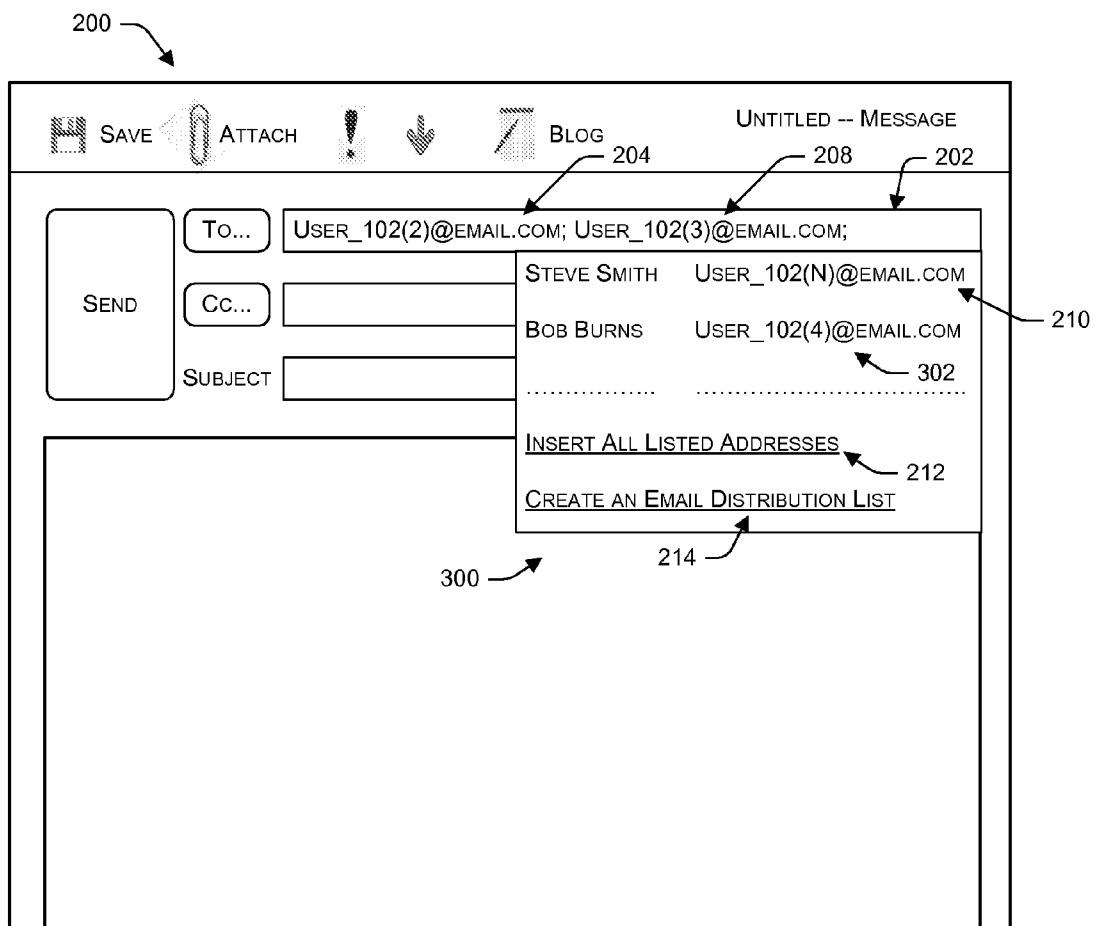 200
SAVE ATTACH BLOG UNTITLED -- MESSAGE
204 208 202
TO... USER_102(2)@EMAIL.COM; USER_102(3)@EMAIL.COM;
STEVE SMITH USER_102(N)@EMAIL.COM
SEND CC... 210
BOB BURNS USER_102(4)@EMAIL.COM
SUBJECT 302
INSERT ALL LISTED ADDRESSES
212
CREATE AN EMAIL DISTRIBUTION LIST
214
300